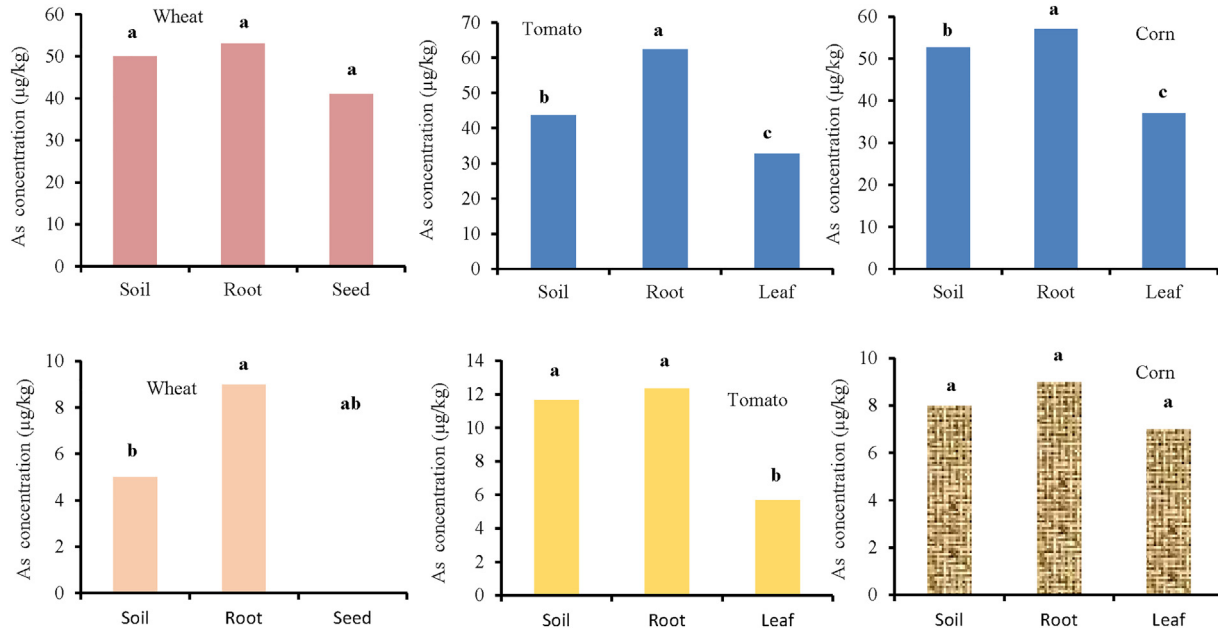 Wheat
As concentration (µg/kg)
60
50
40
30
20
10
0
a
a
a
Soil Root Seed
Tomato
As concentration (µg/kg)
70
60
50
40
30
20
10
0
b
a
c
Soil Root Leaf
Corn
As concentration (µg/kg)
60
50
40
30
60
10
0
b
a
c
Soil Root Leaf
Wheat
As concentration (µg/kg)
10
8
6
4
2
0
b
a
ab
Soil Root Seed
Tomato
As concentration (µg/kg)
14
12
10
8
6
4
2
0
a
a
b
Soil Root Leaf
Corn
As concentration (µg/kg)
10
8
6
4
2
0
a
a
a
Soil Root Leaf